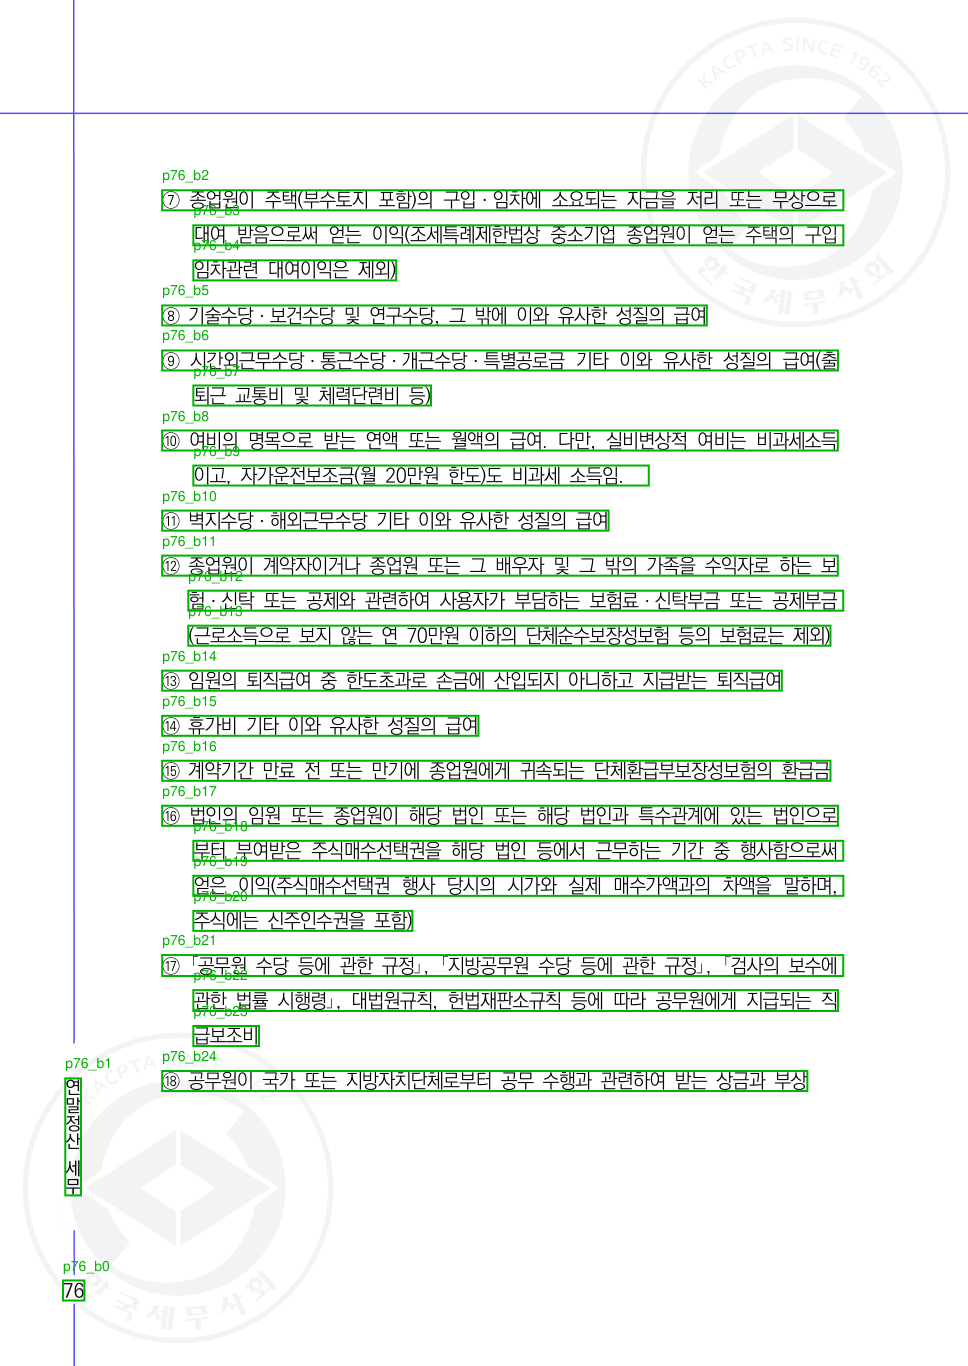 KACPTA SINCE 1962
한국세무사회
p76_b2
⑦ 종업원이 주택(부수토지 포함)의 구입·임차에 소요되는 자금을 저리 또는 무상으로
p76_b3
대여 받음으로써 얻는 이익(조세특례제한법상 중소기업 종업원이 얻는 주택의 구입
p76_b4
임차관련 대여이익은 제외)
p76_b5
⑧ 기술수당·보건수당 및 연구수당, 그 밖에 이와 유사한 성질의 급여
p76_b6
⑨ 시간외근무수당·통근수당·개근수당·특별공로금 기타 이와 유사한 성질의 급여(출
p76_b7
퇴근 교통비 및 체력단련비 등)
p76_b8
⑩ 여비의 명목으로 받는 연액 또는 월액의 급여. 다만, 실비변상적 여비는 비과세소득
p76_b9
이고, 자가운전보조금(월 20만원 한도)도 비과세 소득임.
p76_b10
⑪ 벽지수당·해외근무수당 기타 이와 유사한 성질의 급여
p76_b11
⑫ 종업원이 계약자이거나 종업원 또는 그 배우자 및 그 밖의 가족을 수익자로 하는 보
p76_b12
험·신탁 또는 공제와 관련하여 사용자가 부담하는 보험료·신탁부금 또는 공제부금
p76_b13
(근로소득으로 보지 않는 연 70만원 이하의 단체순수보장성보험 등의 보험료는 제외)
p76_b14
⑬ 임원의 퇴직급여 중 한도초과로 손금에 산입되지 아니하고 지급받는 퇴직급여
p76_b15
⑭ 휴가비 기타 이와 유사한 성질의 급여
p76_b16
⑮ 계약기간 만료 전 또는 만기에 종업원에게 귀속되는 단체환급부보장성보험의 환급금
p76_b17
⑯ 법인의 임원 또는 종업원이 해당 법인 또는 해당 법인과 특수관계에 있는 법인으로
p76_b18
부터 부여받은 주식매수선택권을 해당 법인 등에서 근무하는 기간 중 행사함으로써
p76_b19
얻은 이익(주식매수선택권 행사 당시의 시가와 실제 매수가액과의 차액을 말하며,
p76_b20
주식에는 신주인수권을 포함)
p76_b21
⑰ 「공무원 수당 등에 관한 규정」, 「지방공무원 수당 등에 관한 규정」, 「검사의 보수에
p76_b22
관한 법률 시행령」, 대법원규칙, 헌법재판소규칙 등에 따라 공무원에게 지급되는 직
p76_b23
급보조비
p76_b24
⑱ 공무원이 국가 또는 지방자치단체로부터 공무 수행과 관련하여 받는 상금과 부상
p76_b1
연말정산 세무
p76_b0
76
한국세무사회